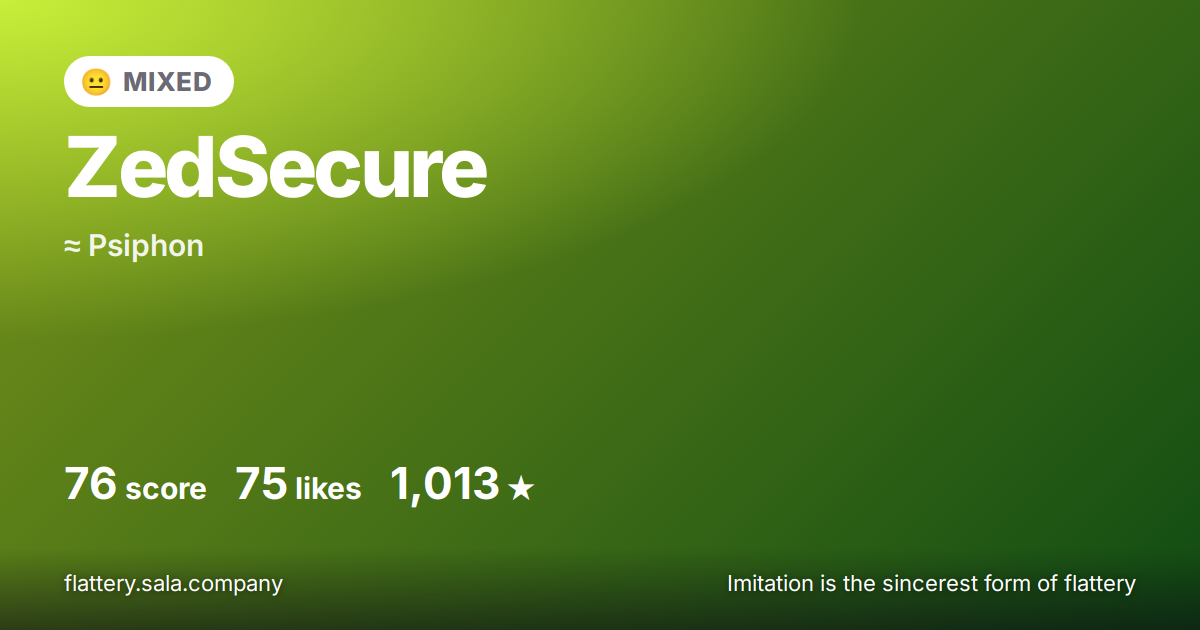 😐 MIXED
ZedSecure
≈ Psiphon
76 score 75 likes 1,013 ★
flattery.sala.company
Imitation is the sincerest form of flattery